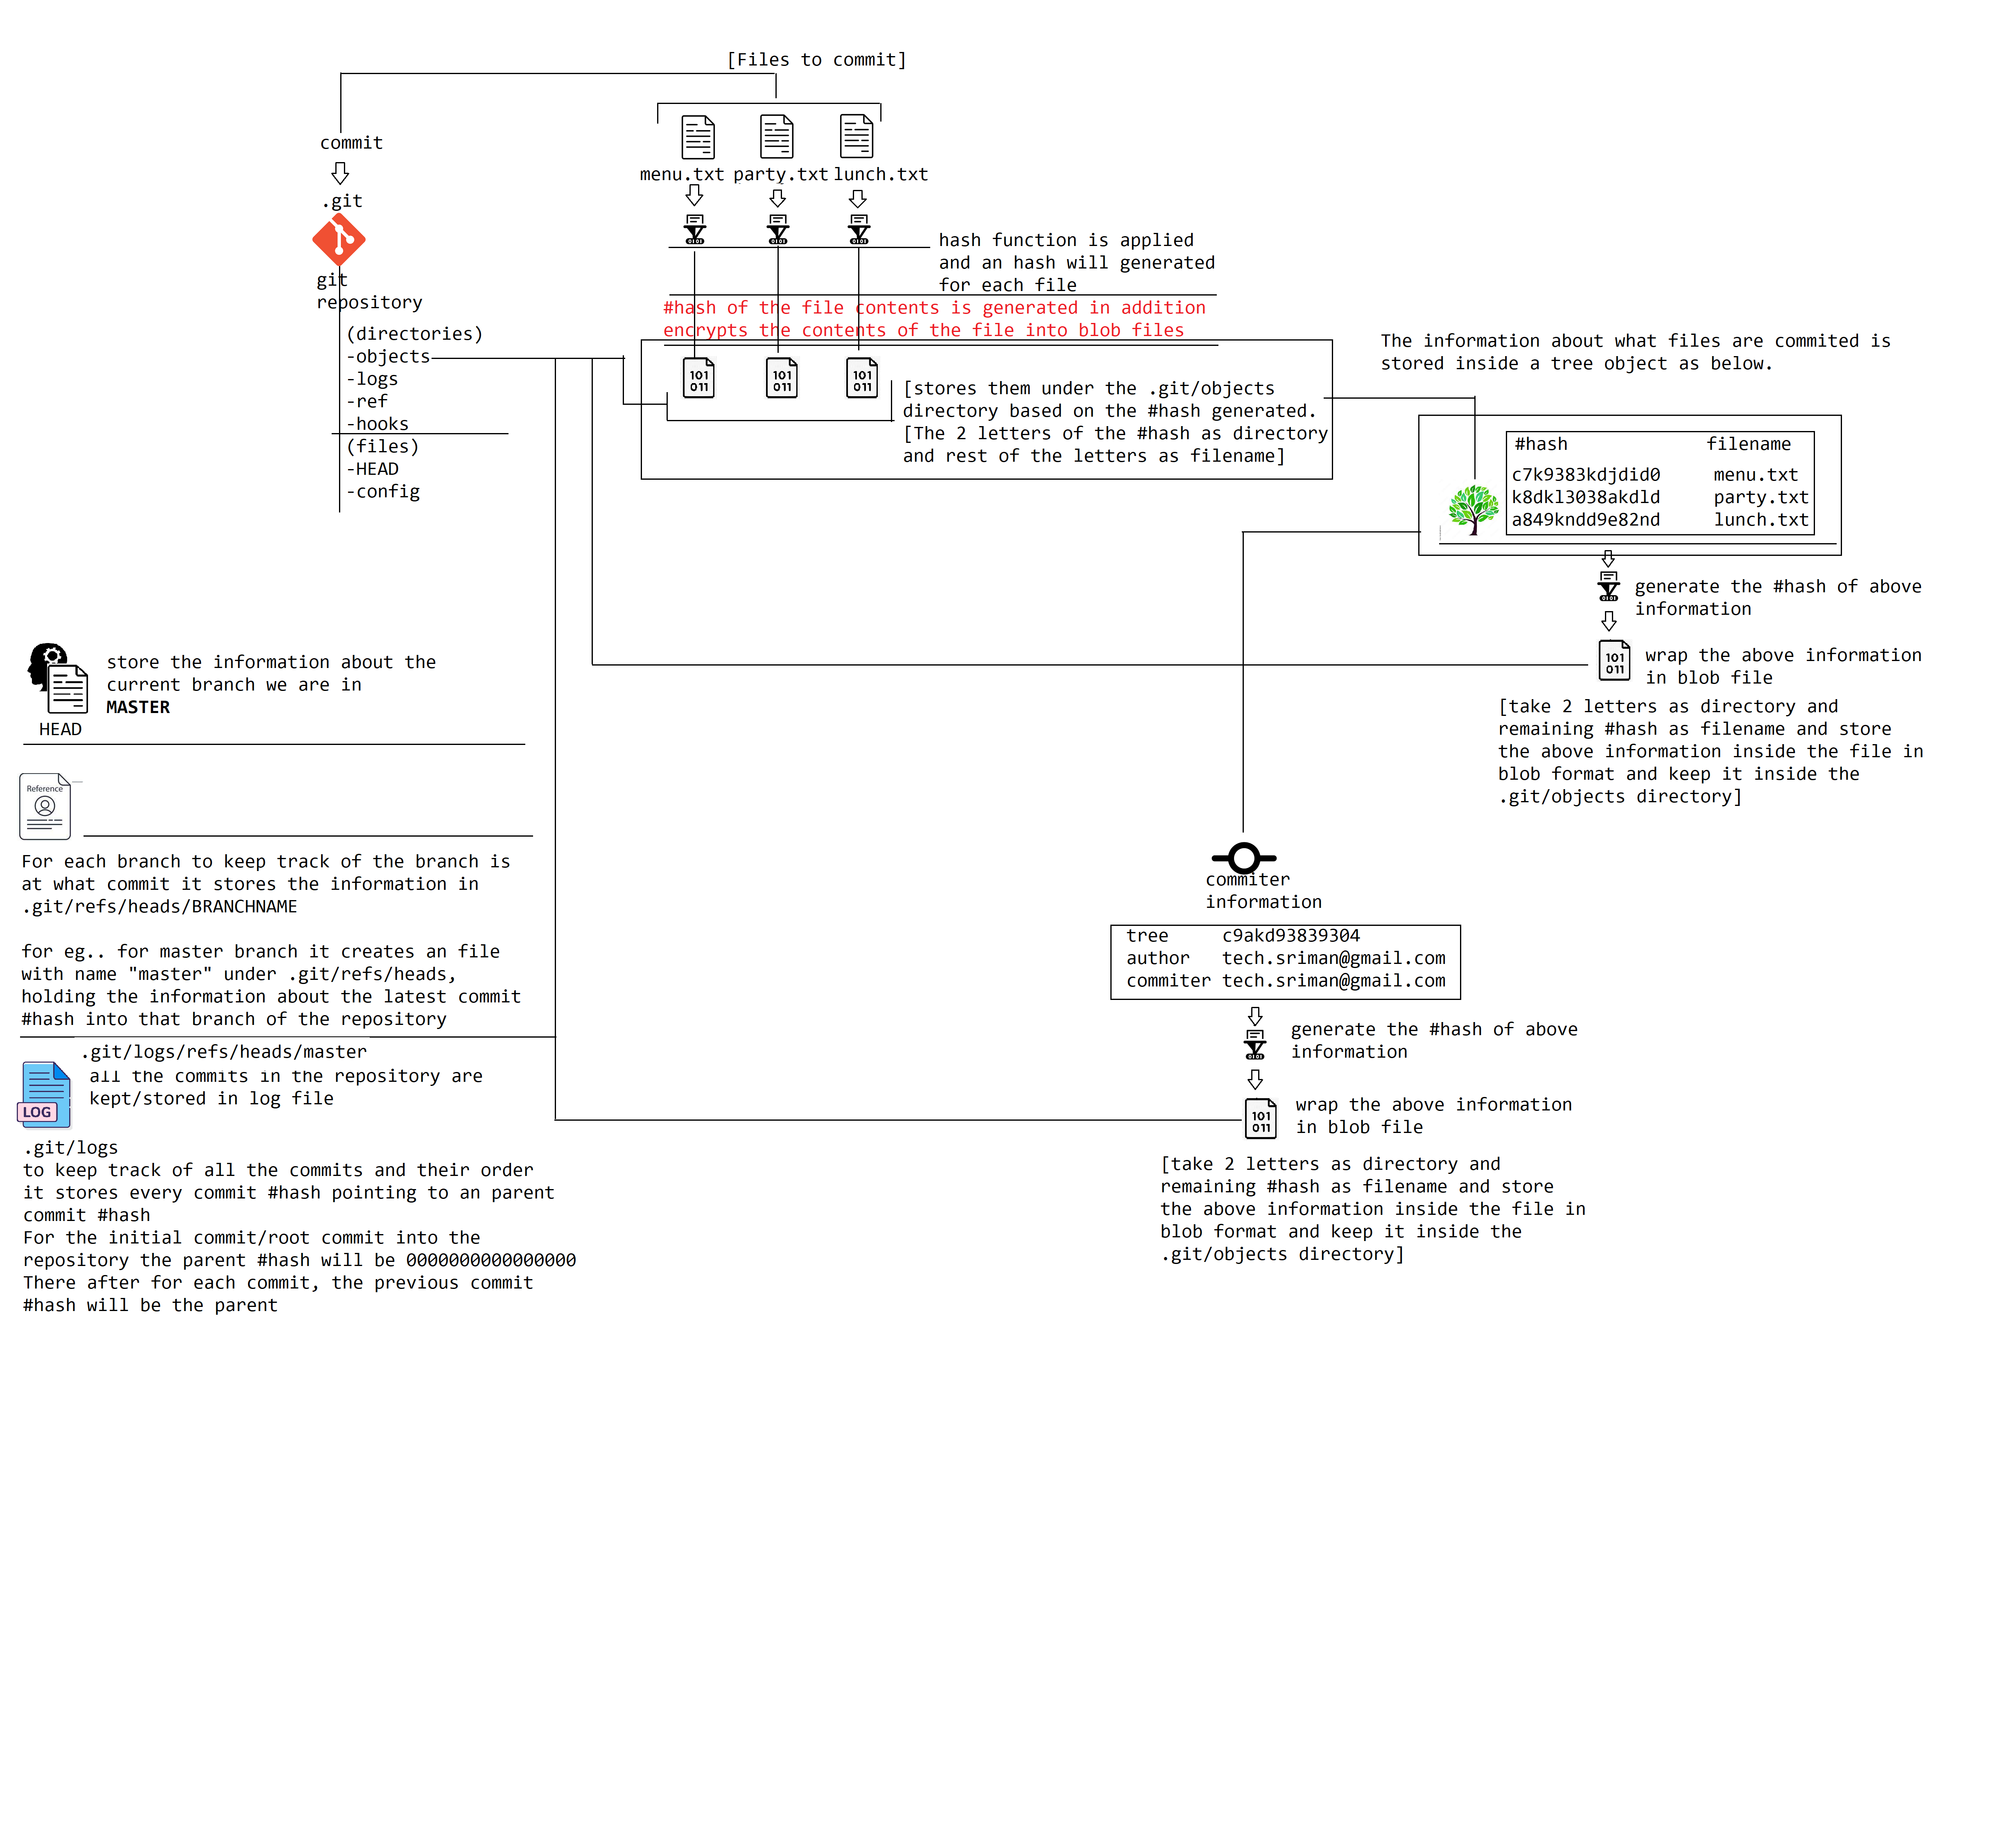 [Files to commit]
commit
.git
git
repository
(directories)
-objects
-logs
-ref
-hooks
(files)
-HEAD
-config
menu.txt party.txt lunch.txt
hash function is applied
and an hash will generated
for each file
#hash of the file contents is generated in addition
encrypts the contents of the file into blob files
101
011
101
011
101
011
[stores them under the .git/objects
directory based on the #hash generated.
[The 2 letters of the #hash as directory
and rest of the letters as filename]
The information about what files are commited is
stored inside a tree object as below.
#hash filename
c7k9383kdjdid0 menu.txt
k8dkl3038akdld party.txt
a849kndd9e82nd lunch.txt
generate the #hash of above
information
101
011
wrap the above information
in blob file
[take 2 letters as directory and
remaining #hash as filename and store
the above information inside the file in
blob format and keep it inside the
.git/objects directory]
commiter
information
tree c9akd93839304
author tech.sriman@gmail.com
commiter tech.sriman@gmail.com
generate the #hash of above
information
101
011
wrap the above information
in blob file
[take 2 letters as directory and
remaining #hash as filename and store
the above information inside the file in
blob format and keep it inside the
.git/objects directory]
store the information about the
current branch we are in
MASTER
HEAD
Reference
For each branch to keep track of the branch is
at what commit it stores the information in
.git/refs/heads/BRANCHNAME
for eg.. for master branch it creates an file
with name "master" under .git/refs/heads,
holding the information about the latest commit
#hash into that branch of the repository
.git/logs/refs/heads/master
all the commits in the repository are
kept/stored in log file
LOG
.git/logs
to keep track of all the commits and their order
it stores every commit #hash pointing to an parent
commit #hash
For the initial commit/root commit into the
repository the parent #hash will be 0000000000000000
There after for each commit, the previous commit
#hash will be the parent